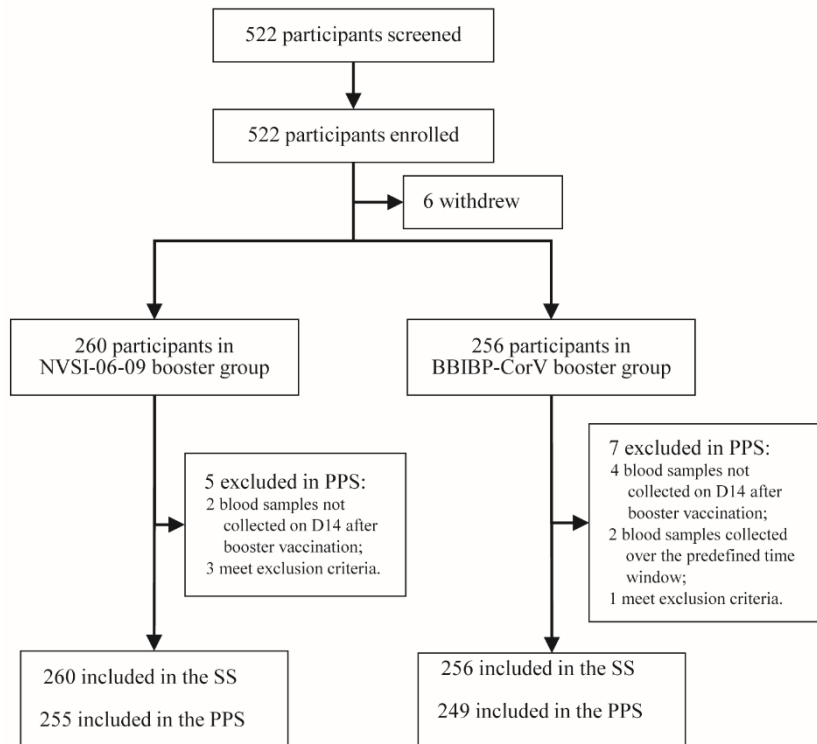 522 participants screened
522 participants enrolled
6 withdrew
260 participants in
NVSI-06-09 booster group
256 participants in
BBIBP-CorV booster group
5 excluded in PPS:
2 blood samples not
collected on D14 after
booster vaccination;
3 meet exclusion criteria.
7 excluded in PPS:
4 blood samples not
collected on D14 after
booster vaccination;
2 blood samples collected
over the predefined time
window;
1 meet exclusion criteria.
260 included in the SS
255 included in the PPS
256 included in the SS
249 included in the PPS